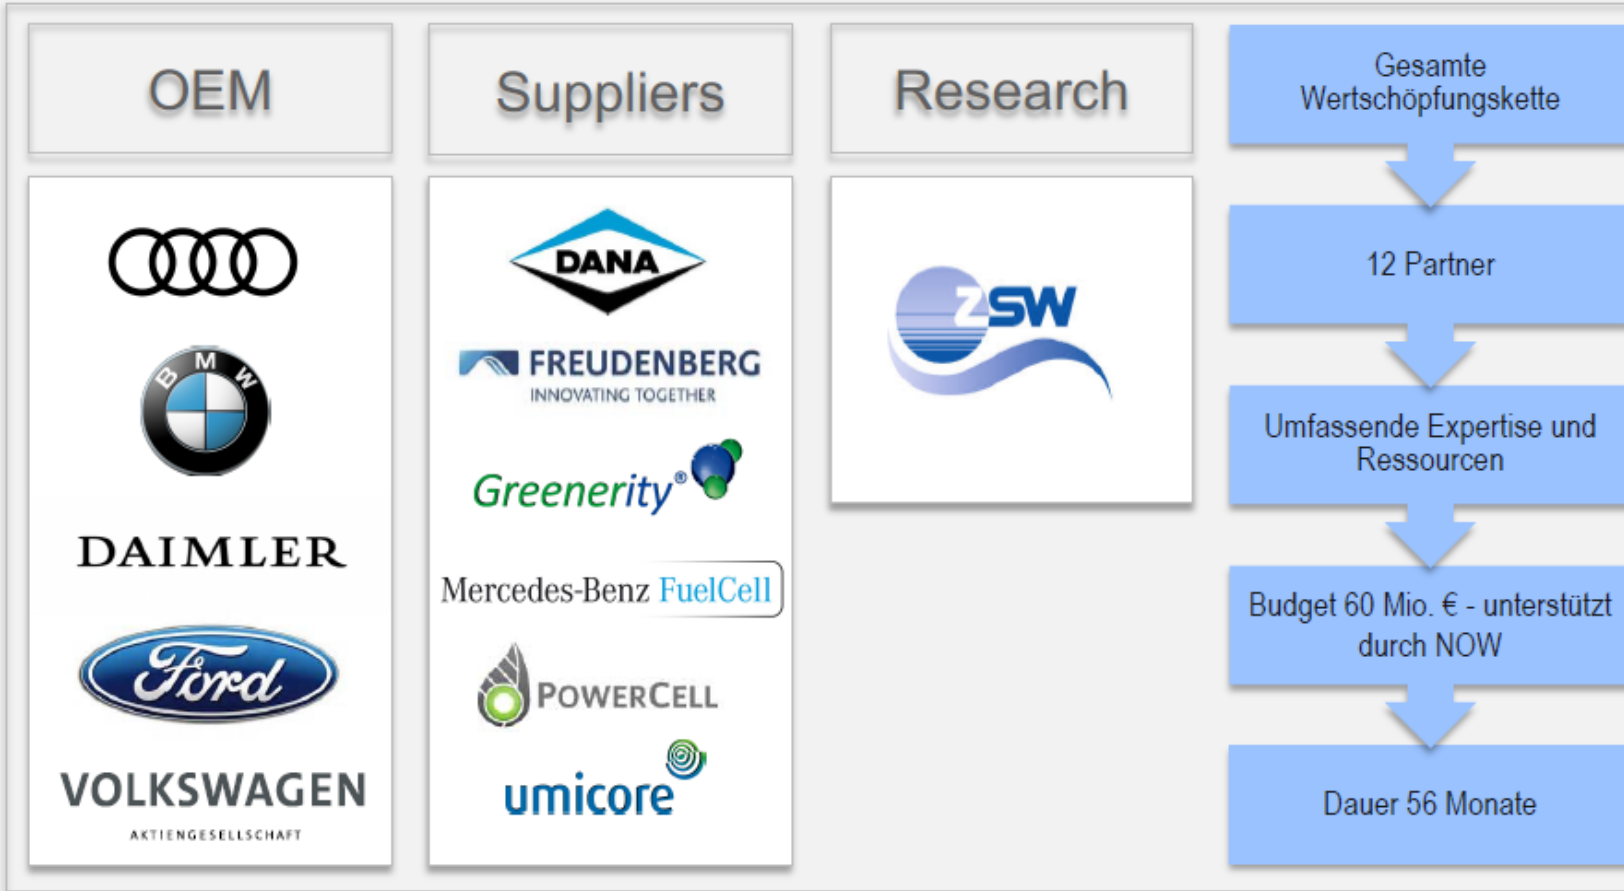 OEM
Suppliers
Research
BMW
DAIMLER
Ford
VOLKSWAGEN
AKTIENGESELLSCHAFT
DANA
FREUDENBERG
INNOVATING TOGETHER
Greenerity®
Mercedes-Benz FuelCell
POWERCELL
umicore
ZSW
Gesamte
Wertschöpfungskette
12 Partner
Umfassende Expertise und
Ressourcen
Budget 60 Mio. € - unterstützt
durch NOW
Dauer 56 Monate